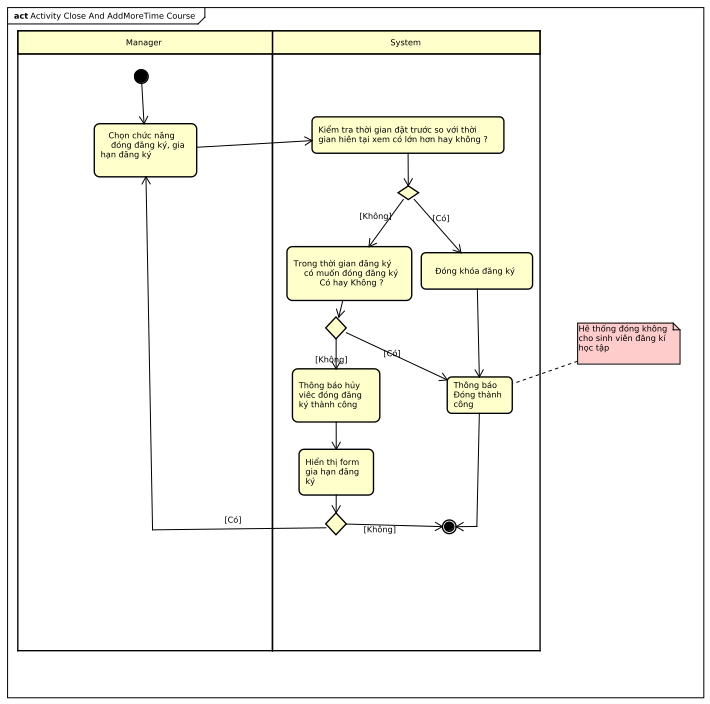 act Activity Close And AddMoreTime Course
Manager
System
Chọn chức năng
đóng đăng ký, gia
hạn đăng ký
Kiểm tra thời gian đặt trước so với thời
gian hiện tại xem có lớn hơn hay không ?
[Không]
[Có]
Trong thời gian đăng ký
có muốn đóng đăng ký
Có hay Không ?
Đóng khóa đăng ký
[Không]
[Có]
Hê thống đóng không
cho sinh viên đăng kí
học tập
Thông báo hủy
viêc đóng đăng
ký thành công
Thông báo
Đóng thành
công
Hiển thị form
gia hạn đăng
ký
[Có]
[Không]